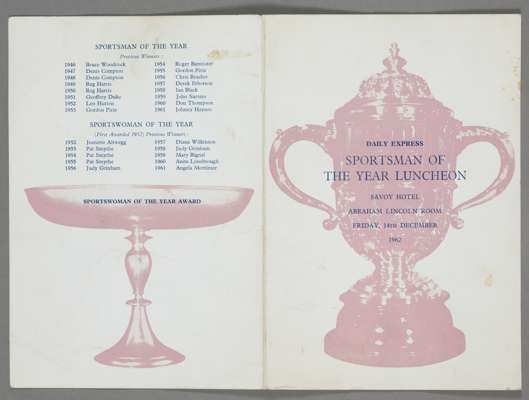 SPORTSMAN OF THE YEAR
Previous Winners :
1946 Bruce Woodcock
1947 Denis Compton
1948 Denis Compton
1949 Reg Harris
1950 Reg Harris
1951 Geoffrey Duke
1952 Len Hutton
1953 Gordon Pirie
1954 Roger Bannister
1955 Gordon Pirie
1956 Chris Brasher
1957 Derek Ibbotson
1958 Ian Black
1959 John Surtees
1960 Don Thompson
1961 Johnny Haynes
SPORTSWOMAN OF THE YEAR
(First Awarded 1952) Previous Winners :
1952 Jeannette Altwegg
1953 Pat Smythe
1954 Pat Smythe
1955 Pat Smythe
1956 Judy Grinham
1957 Diana Wilkinson
1958 Judy Grinham
1959 Mary Bignal
1960 Anita Lonsbrough
1961 Angela Mortimer
SPORTSWOMAN OF THE YEAR AWARD
DAILY EXPRESS
SPORTSMAN OF
THE YEAR LUNCHEON
SAVOY HOTEL
ABRAHAM LINCOLN ROOM
FRIDAY, 14TH DECEMBER
1962